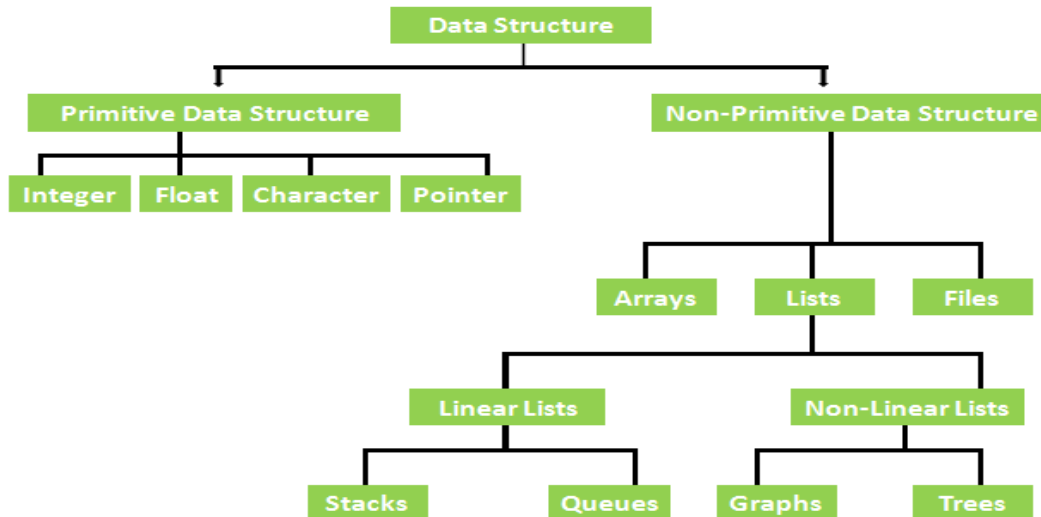 Data Structure
Primitive Data Structure
Non-Primitive Data Structure
Integer
Float
Character
Pointer
Arrays
Lists
Files
Linear Lists
Non-Linear Lists
Stacks
Queues
Graphs
Trees